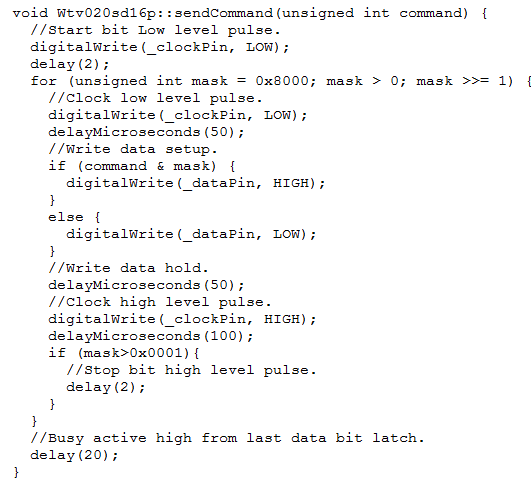 void Wtv020sd16p::sendCommand(unsigned int command) {
  //Start bit Low level pulse.
  digitalWrite(_clockPin, LOW);
  delay(2);
  for (unsigned int mask = 0x8000; mask > 0; mask >>= 1) {
    //Clock low level pulse.
    digitalWrite(_clockPin, LOW);
    delayMicroseconds(50);
    //Write data setup.
    if (command & mask) {
      digitalWrite(_dataPin, HIGH);
    }
    else {
      digitalWrite(_dataPin, LOW);
    }
    //Write data hold.
    delayMicroseconds(50);
    //Clock high level pulse.
    digitalWrite(_clockPin, HIGH);
    delayMicroseconds(100);
    if (mask>0x0001){
      //Stop bit high level pulse.
      delay(2);
    }
  }
  //Busy active high from last data bit latch.
  delay(20);
}